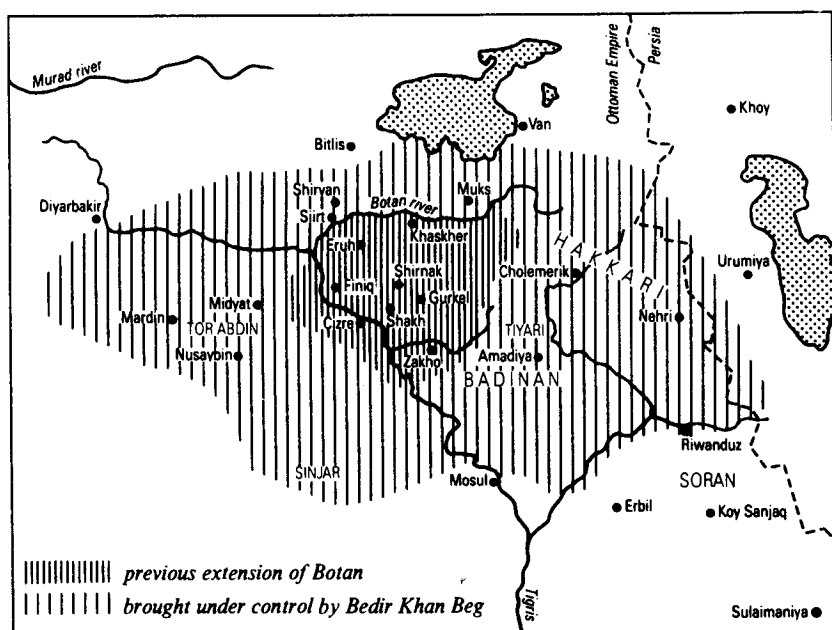 Murad river
Ottoman Empire
Persia
Khoy
Van
Bitlis
Shiryan
Muks
Botan river
Siirt
Diyarbakir
Khaskher
Eruh
HAKKARI
Cholemerik
Urumiya
Shirnak
Finiq
Gurkel
Midyat
Nehri
Mardin
TOR ABDIN
Shakh
Cizre
TIYARI
Nusaybin
Zakho
Amadiya
BADINAN
Riwanduz
SINJAR
Mosul
SORAN
Erbil
Koy Sanjaq
previous extension of Botan
brought under control by Bedir Khan Beg
Tigris
Sulaimaniya